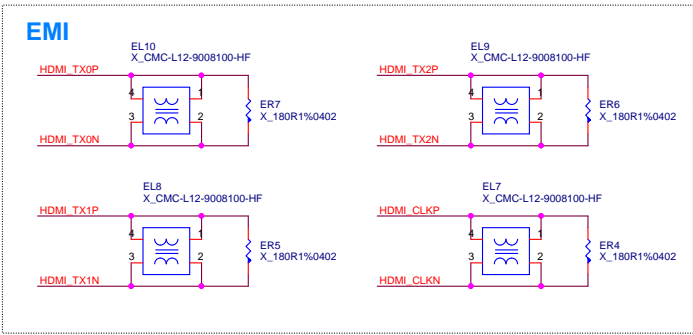 EMI
EL10
X_CMC-L12-9008100-HF
HDMI_TX0P
4
1
3
2
ER7
X_180R1%0402
HDMI_TX0N
EL9
X_CMC-L12-9008100-HF
HDMI_TX2P
4
1
3
2
ER6
X_180R1%0402
HDMI_TX2N
EL8
X_CMC-L12-9008100-HF
HDMI_TX1P
4
1
3
2
ER5
X_180R1%0402
HDMI_TX1N
EL7
X_CMC-L12-9008100-HF
HDMI_CLKP
4
1
3
2
ER4
X_180R1%0402
HDMI_CLKN